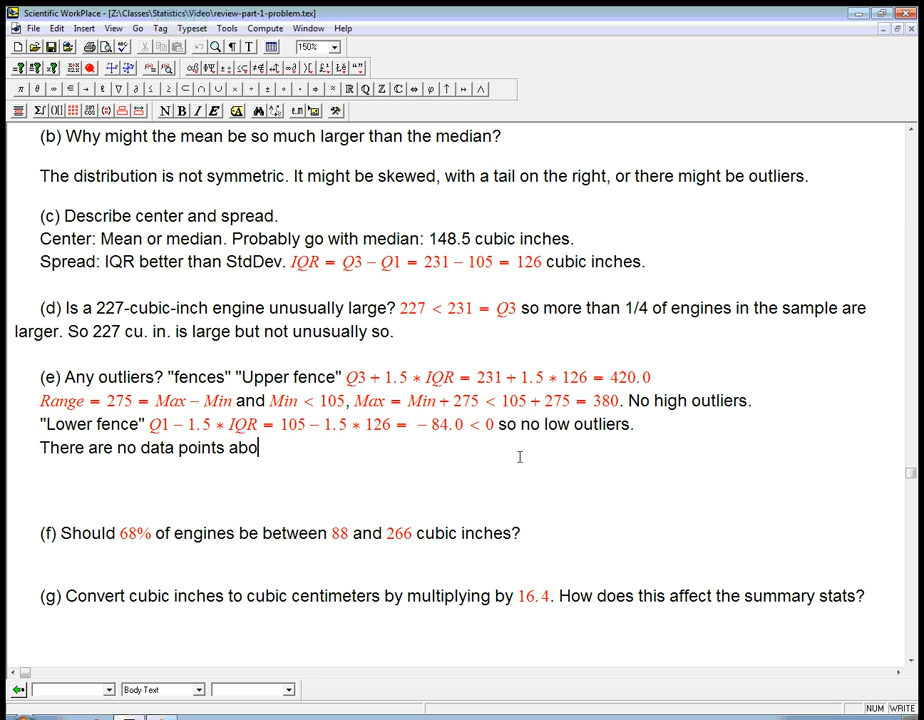 Scientific WorkPlace - [Z:\Classes\Statistics\Video\review-part-1-problem.tex]
File Edit Insert View Go Tag Typeset Tools Compute Window Help
150%
N B I E
(b) Why might the mean be so much larger than the median?
The distribution is not symmetric. It might be skewed, with a tail on the right, or there might be outliers.
(c) Describe center and spread.
Center: Mean or median. Probably go with median: 148.5 cubic inches.
Spread: IQR better than StdDev. IQR = Q3 − Q1 = 231 − 105 = 126 cubic inches.
(d) Is a 227-cubic-inch engine unusually large? 227 < 231 = Q3 so more than 1/4 of engines in the sample are
larger. So 227 cu. in. is large but not unusually so.
(e) Any outliers? "fences" "Upper fence" Q3 + 1.5 * IQR = 231 + 1.5 * 126 = 420.0
Range = 275 = Max − Min and Min < 105, Max = Min + 275 < 105 + 275 = 380. No high outliers.
"Lower fence" Q1 − 1.5 * IQR = 105 − 1.5 * 126 = − 84.0 < 0 so no low outliers.
There are no data points abo
(f) Should 68% of engines be between 88 and 266 cubic inches?
(g) Convert cubic inches to cubic centimeters by multiplying by 16.4. How does this affect the summary stats?
Body Text
NUM WRITE